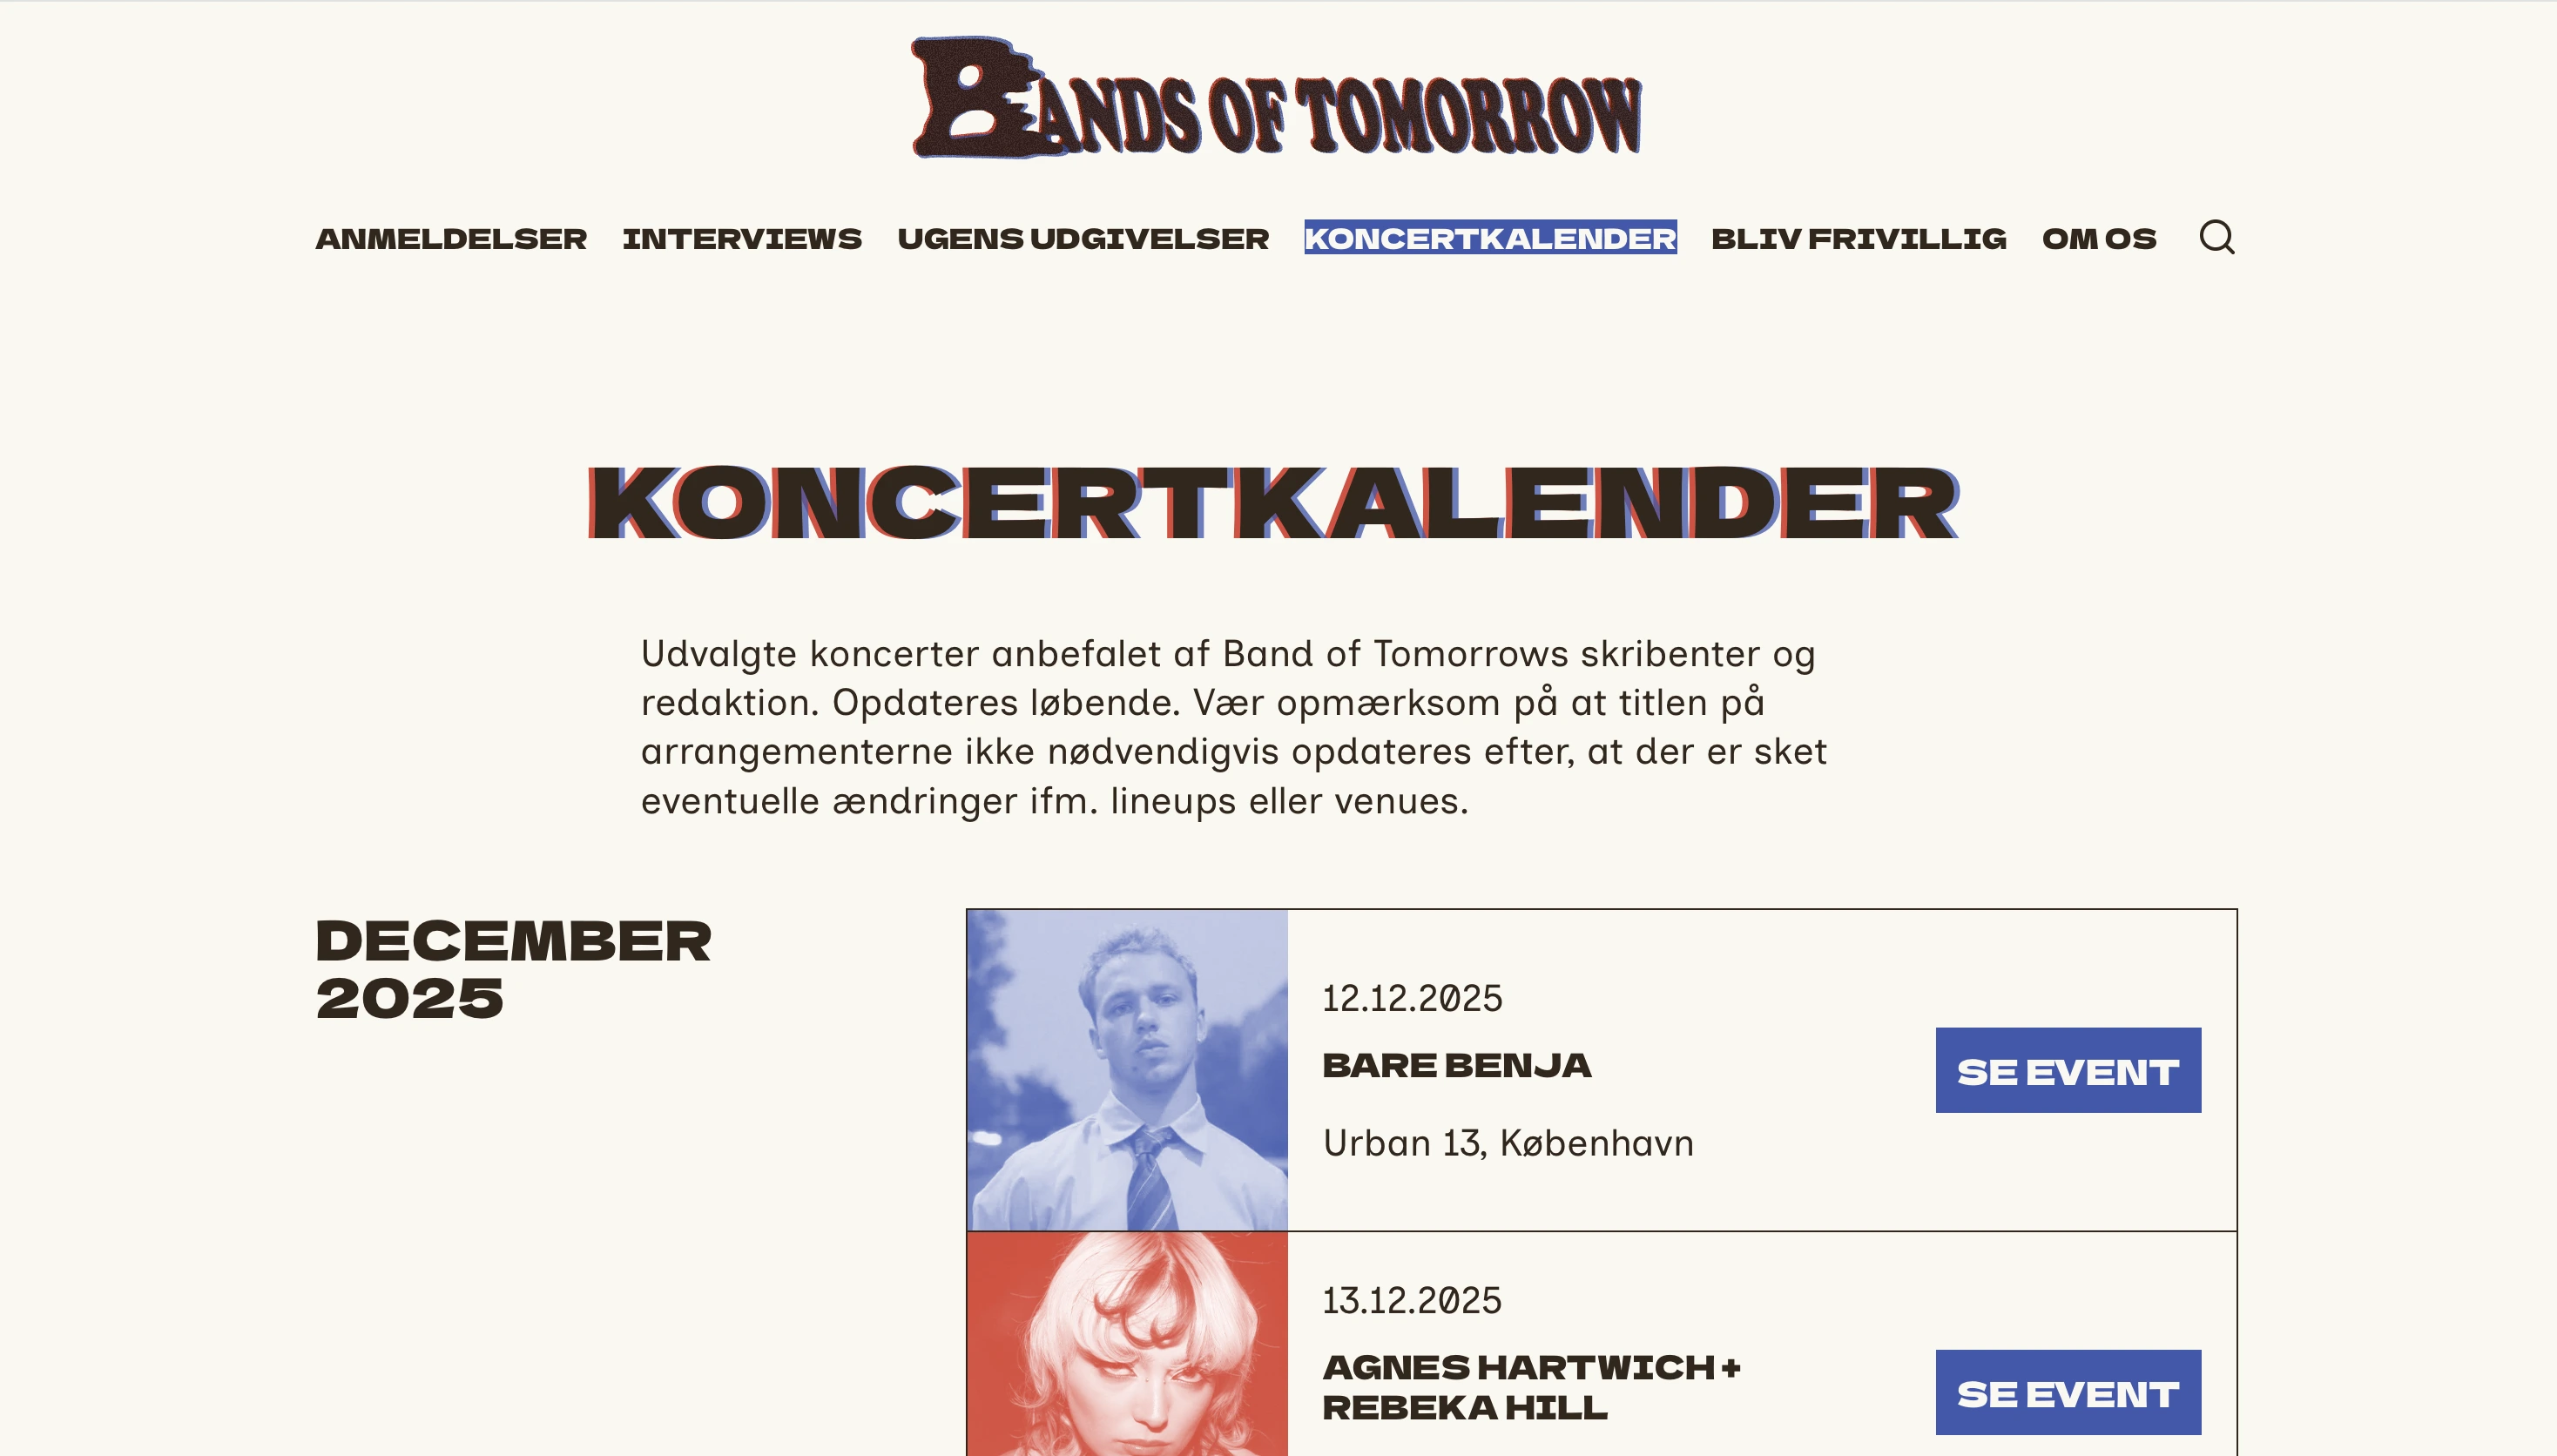 BANDS OF TOMORROW
ANMELDELSER INTERVIEWS UGENS UDGIVELSER KONCERTKALENDER BLIV FRIVILLIG OM OS
KONCERTKALENDER
Udvalgte koncerter anbefalet af Band of Tomorrows skribenter og
redaktion. Opdateres løbende. Vær opmærksom på at titlen på
arrangementerne ikke nødvendigvis opdateres efter, at der er sket
eventuelle ændringer ifm. lineups eller venues.
DECEMBER
2025
12.12.2025
BARE BENJA
Urban 13, København
SE EVENT
13.12.2025
AGNES HARTWICH +
REBEKA HILL
SE EVENT